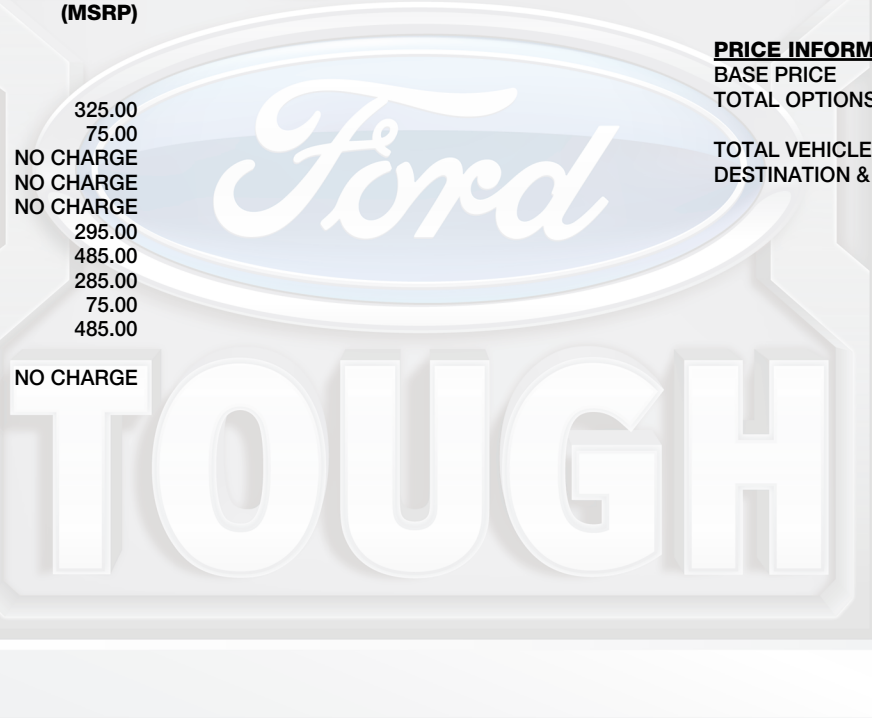 (MSRP)
325.00
75.00
NO CHARGE
NO CHARGE
NO CHARGE
295.00
485.00
285.00
75.00
485.00
NO CHARGE
PRICE INFORM
BASE PRICE
TOTAL OPTIONS
TOTAL VEHICLE
DESTINATION &
Ford
TOUGH